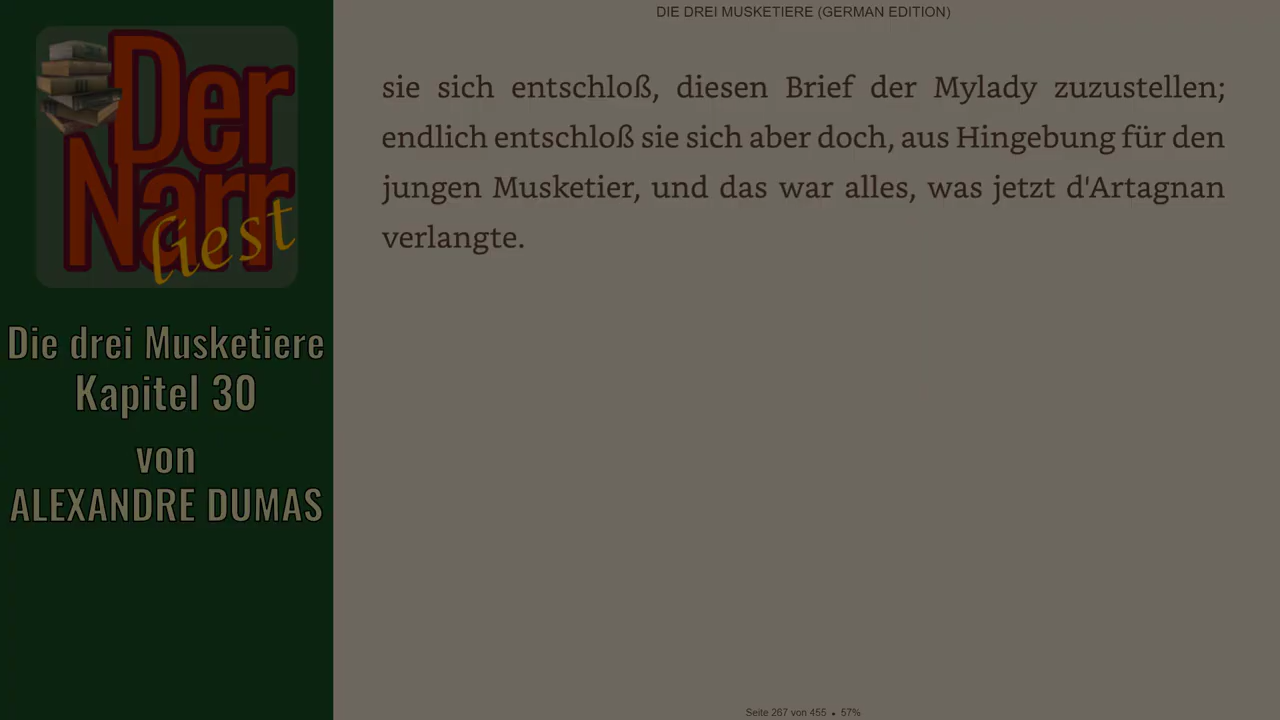 Der
Narr
liest
Die drei Musketiere
Kapitel 30
von
ALEXANDRE DUMAS
DIE DREI MUSKETIERE (GERMAN EDITION)
sie sich entschloß, diesen Brief der Mylady zuzustellen;
endlich entschloß sie sich aber doch, aus Hingebung für den
jungen Musketier, und das war alles, was jetzt d'Artagnan
verlangte.
Seite 267 von 455 • 57%